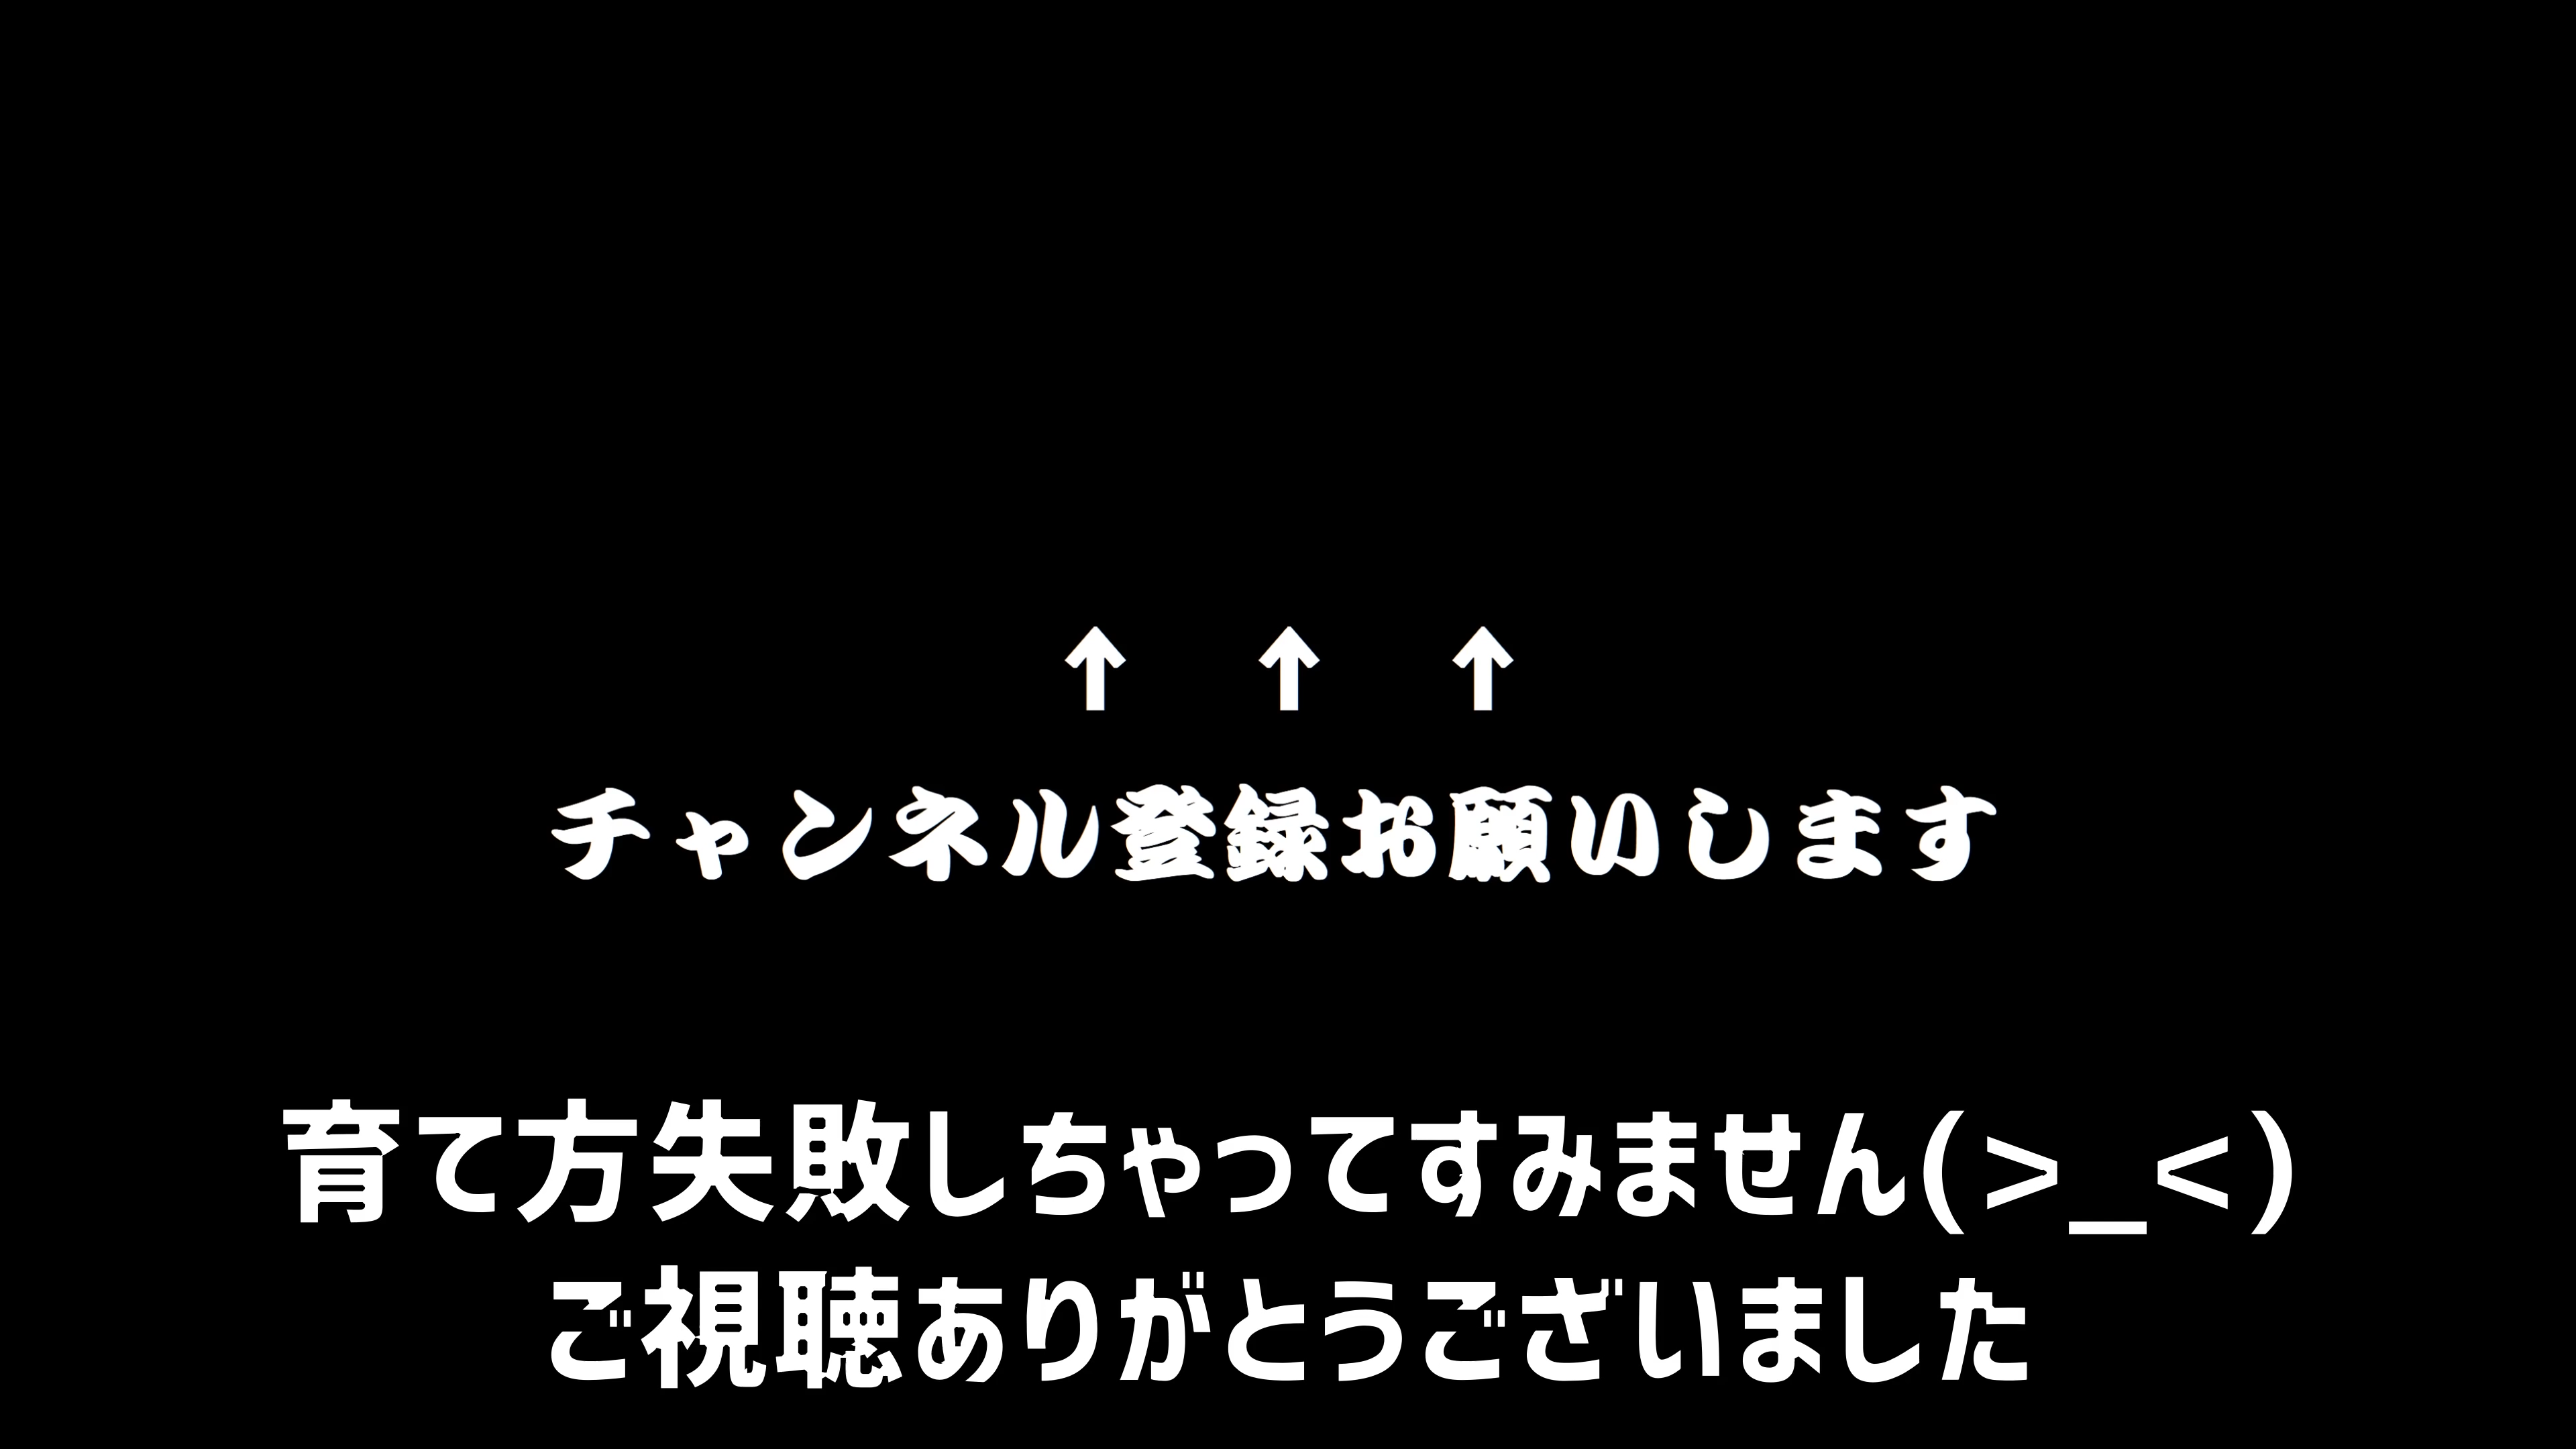 ↑ ↑ ↑
チャンネル登録お願いします
育て方失敗しちゃってすみません(>_<)
ご視聴ありがとうございました